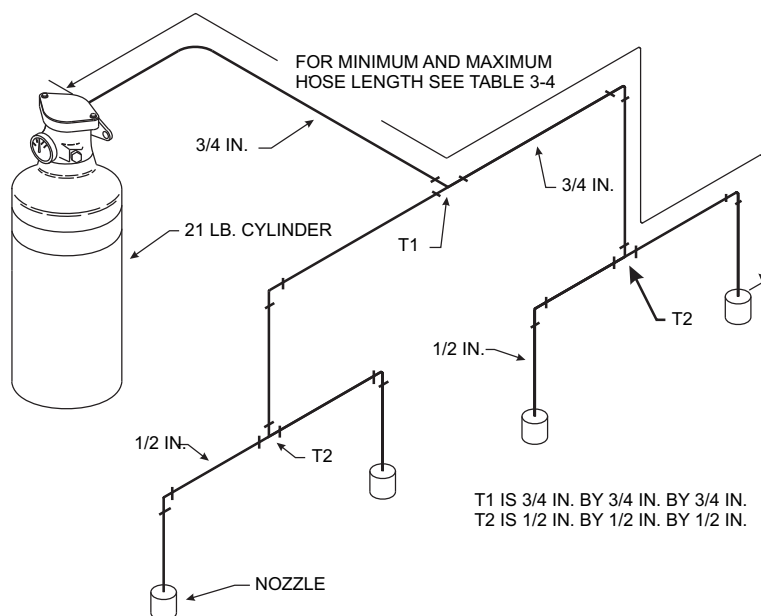 FOR MINIMUM AND MAXIMUM
HOSE LENGTH SEE TABLE 3-4
3/4 IN.
3/4 IN.
21 LB. CYLINDER
T1
T2
1/2 IN.
1/2 IN.
T2
T1 IS 3/4 IN. BY 3/4 IN. BY 3/4 IN.
T2 IS 1/2 IN. BY 1/2 IN. BY 1/2 IN.
NOZZLE